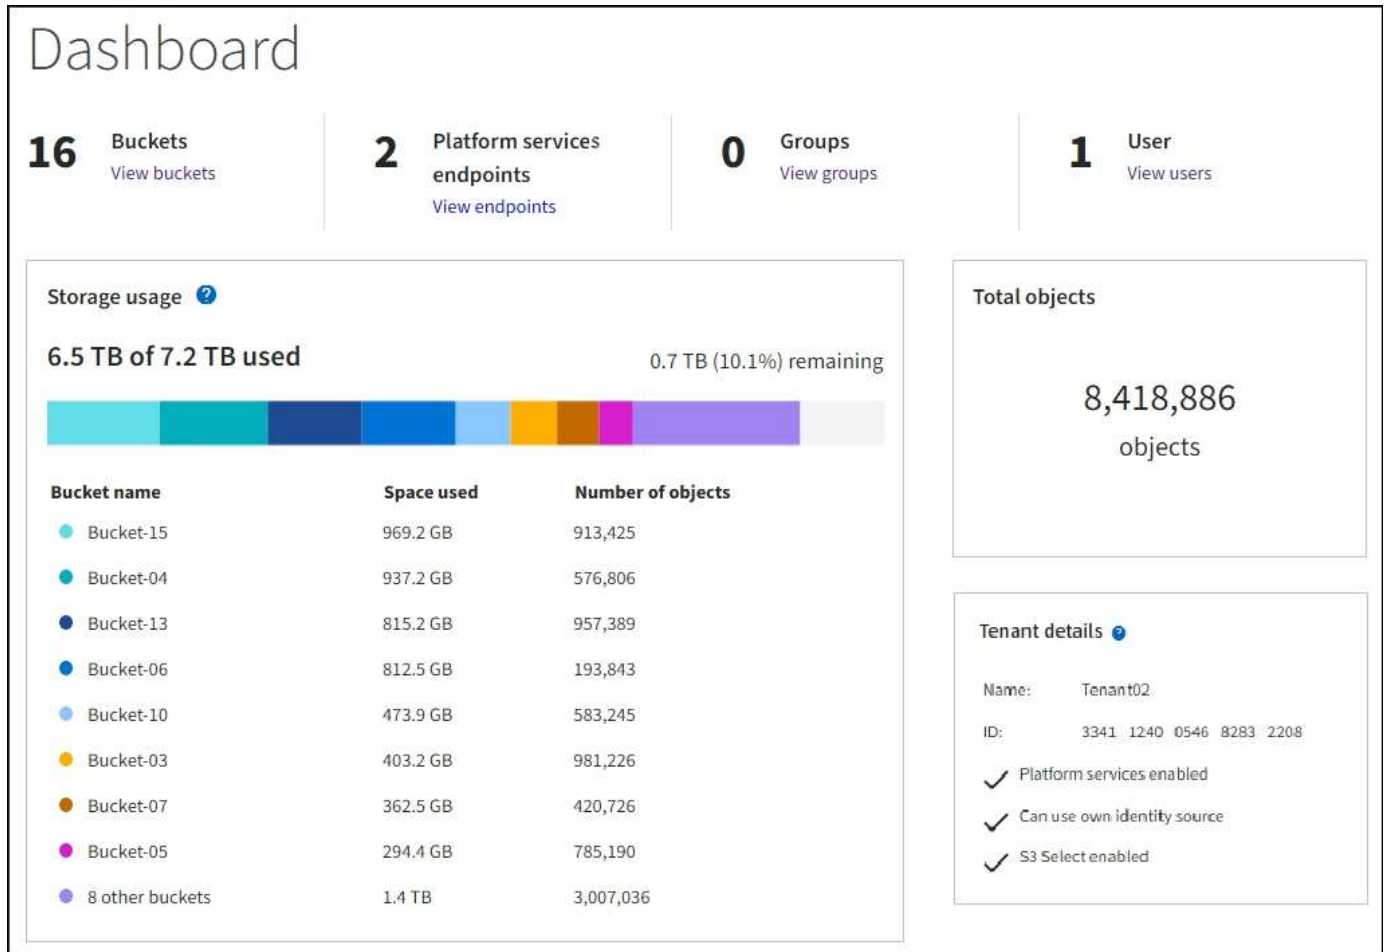 Dashboard
16 Buckets
View buckets
2 Platform services
endpoints
View endpoints
0 Groups
View groups
1 User
View users
Storage usage ?
6.5 TB of 7.2 TB used
0.7 TB (10.1%) remaining
Bucket name Space used Number of objects
Bucket-15 969.2 GB 913,425
Bucket-04 937.2 GB 576,806
Bucket-13 815.2 GB 957,389
Bucket-06 812.5 GB 193,843
Bucket-10 473.9 GB 583,245
Bucket-03 403.2 GB 981,226
Bucket-07 362.5 GB 420,726
Bucket-05 294.4 GB 785,190
8 other buckets 1.4 TB 3,007,036
Total objects
8,418,886
objects
Tenant details ?
Name: Tenant02
ID: 3341 1240 0546 8283 2208
Platform services enabled
Can use own identity source
S3 Select enabled